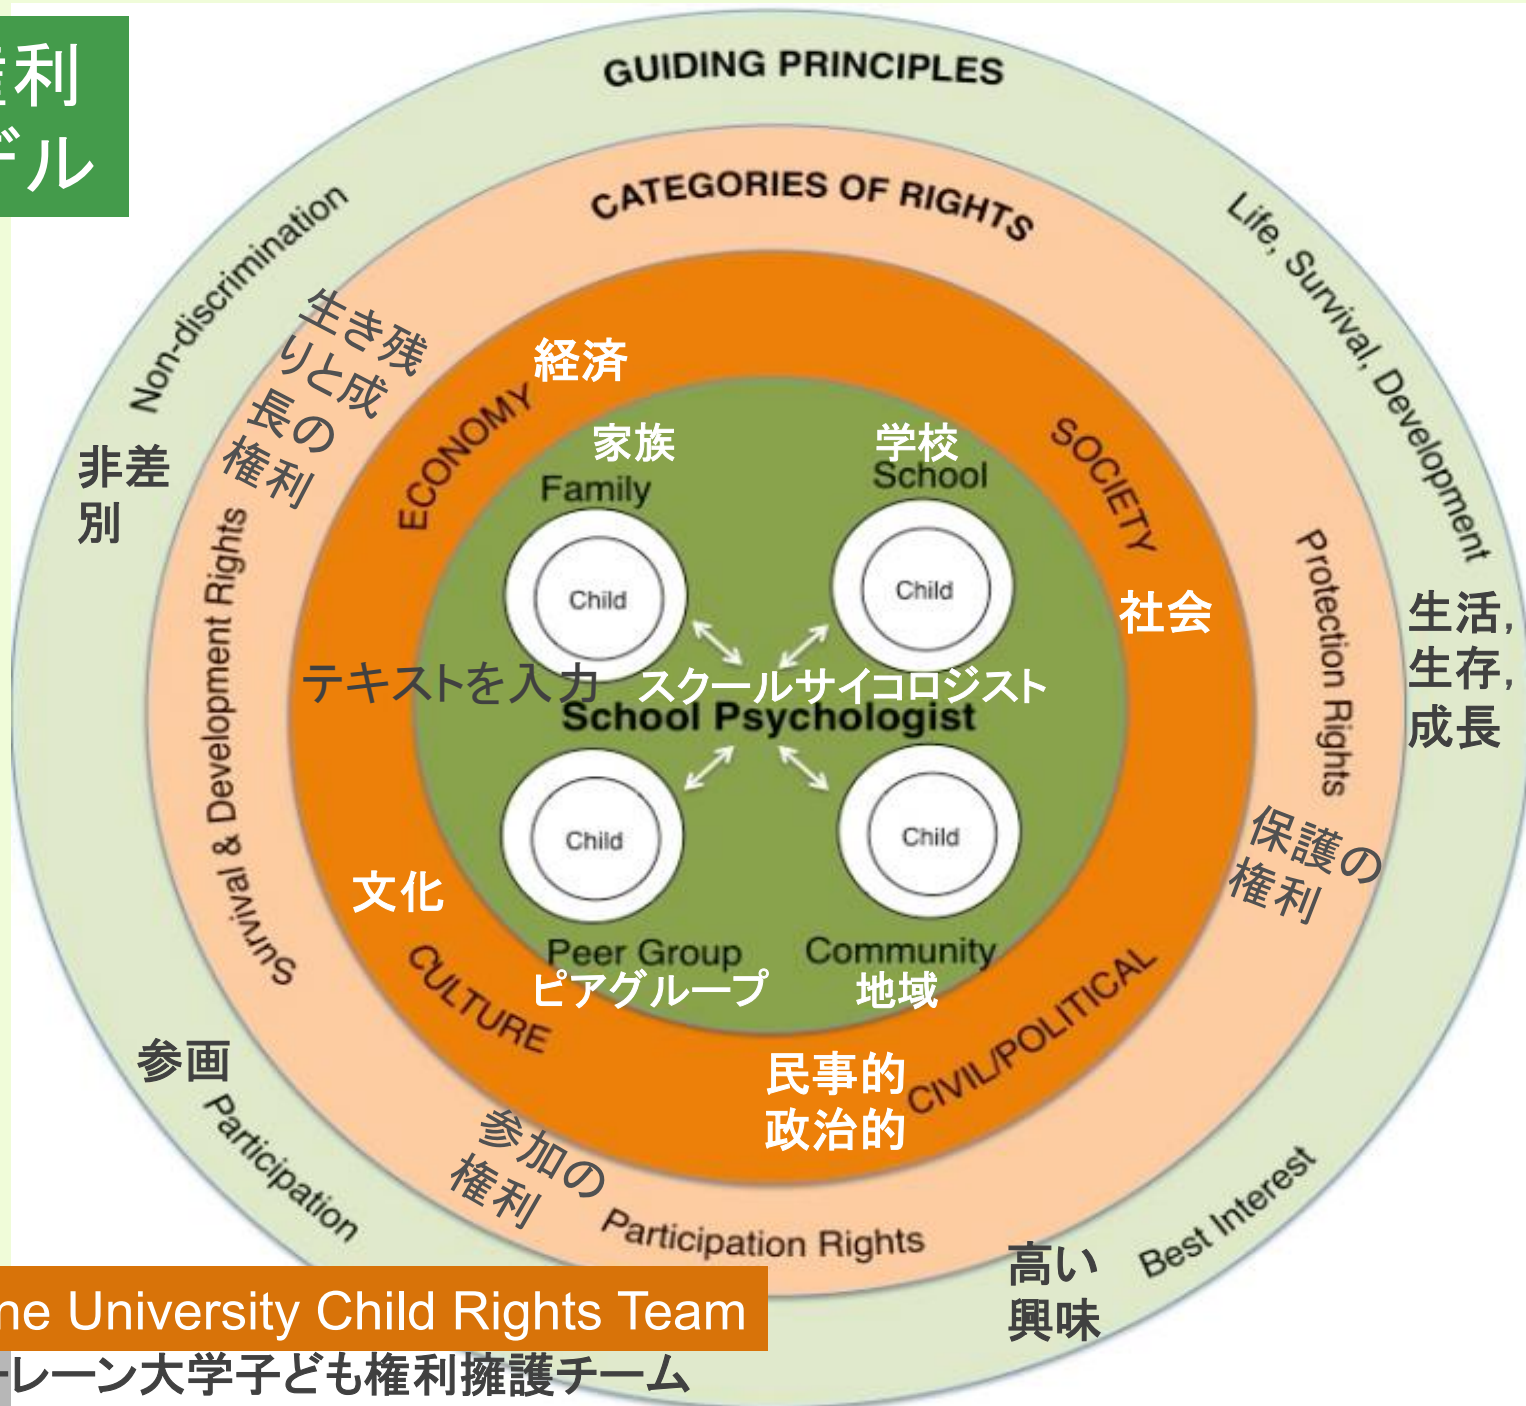 権利
デル
GUIDING PRINCIPLES
CATEGORIES OF RIGHTS
Non-discrimination
非差
別
Life, Survival, Development
生活,
生存,
成長
生き残
りと成
長の
権利
Survival & Development Rights
経済
ECONOMY
SOCIETY
社会
家族
Family
Child
学校
School
Child
テキストを入力
スクールサイコロジスト
School Psychologist
Protection Rights
保護の
権利
Child
Peer Group
ピアグループ
Child
Community
地域
文化
CULTURE
民事的
政治的
CIVIL/POLITICAL
参画
Participation
参加の
権利
Participation Rights
高い
興味
Best Interest
ne University Child Rights Team
ーレーン大学子ども権利擁護チーム